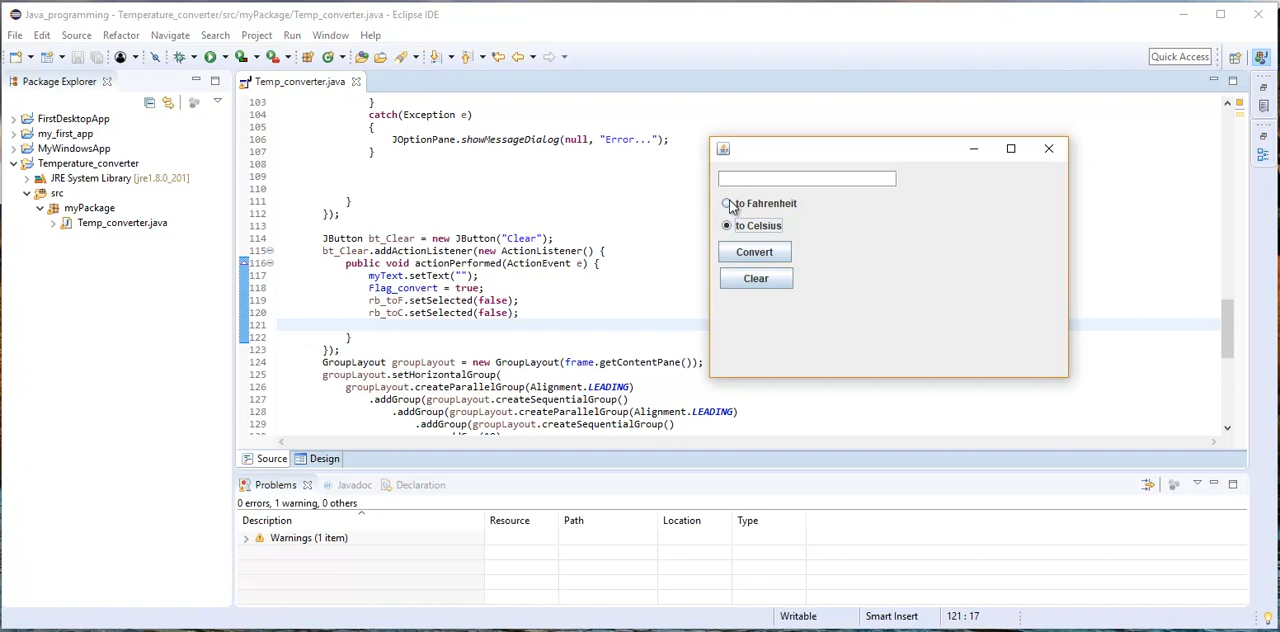 Java_programming - Temperature_converter/src/myPackage/Temp_converter.java - Eclipse IDE
File Edit Source Refactor Navigate Search Project Run Window Help
Quick Access
Package Explorer
FirstDesktopApp
my_first_app
MyWindowsApp
Temperature_converter
JRE System Library [jre1.8.0_201]
src
myPackage
Temp_converter.java
Temp_converter.java
103 }
104 catch(Exception e)
105 {
106 JOptionPane.showMessageDialog(null, "Error...");
107 }
108
109
110
111 }
112 });
113
114 JButton bt_Clear = new JButton("Clear");
115 bt_Clear.addActionListener(new ActionListener() {
116 public void actionPerformed(ActionEvent e) {
117 myText.setText("");
118 Flag_convert = true;
119 rb_toF.setSelected(false);
120 rb_toC.setSelected(false);
121
122 }
123 });
124 GroupLayout groupLayout = new GroupLayout(frame.getContentPane());
125 groupLayout.setHorizontalGroup(
126 groupLayout.createParallelGroup(Alignment.LEADING)
127 .addGroup(groupLayout.createSequentialGroup()
128 .addGroup(groupLayout.createParallelGroup(Alignment.LEADING)
129 .addGroup(groupLayout.createSequentialGroup()
to Fahrenheit
to Celsius
Convert
Clear
Source Design
Problems Javadoc Declaration
0 errors, 1 warning, 0 others
Description Resource Path Location Type
Warnings (1 item)
Writable Smart Insert 121 : 17